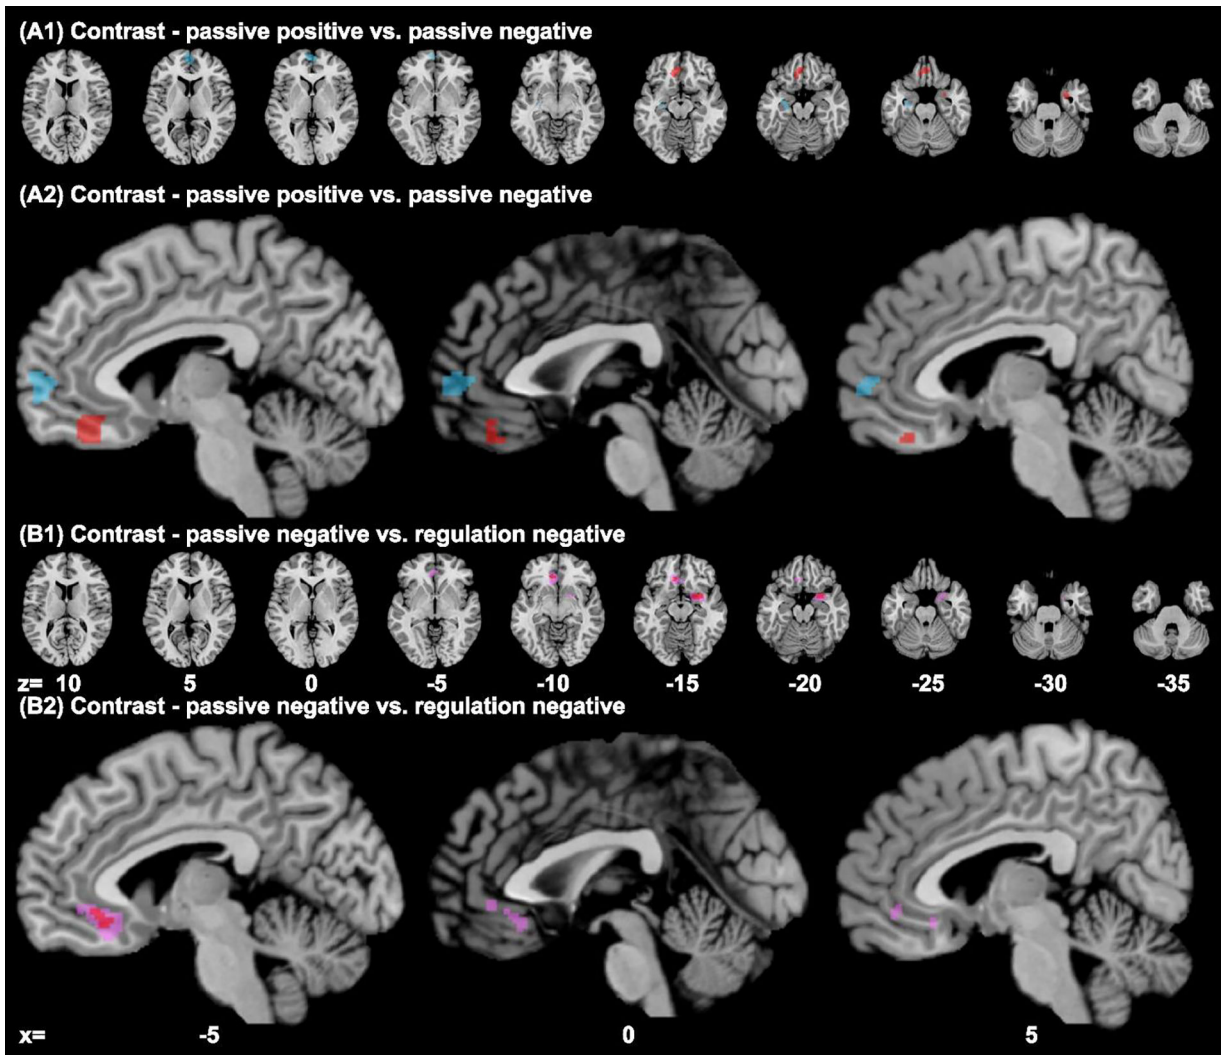 (A1) Contrast - passive positive vs. passive negative
(A2) Contrast - passive positive vs. passive negative
(B1) Contrast - passive negative vs. regulation negative
z= 10 5 0 -5 -10 -15 -20 -25 -30 -35
(B2) Contrast - passive negative vs. regulation negative
x= -5 0 5